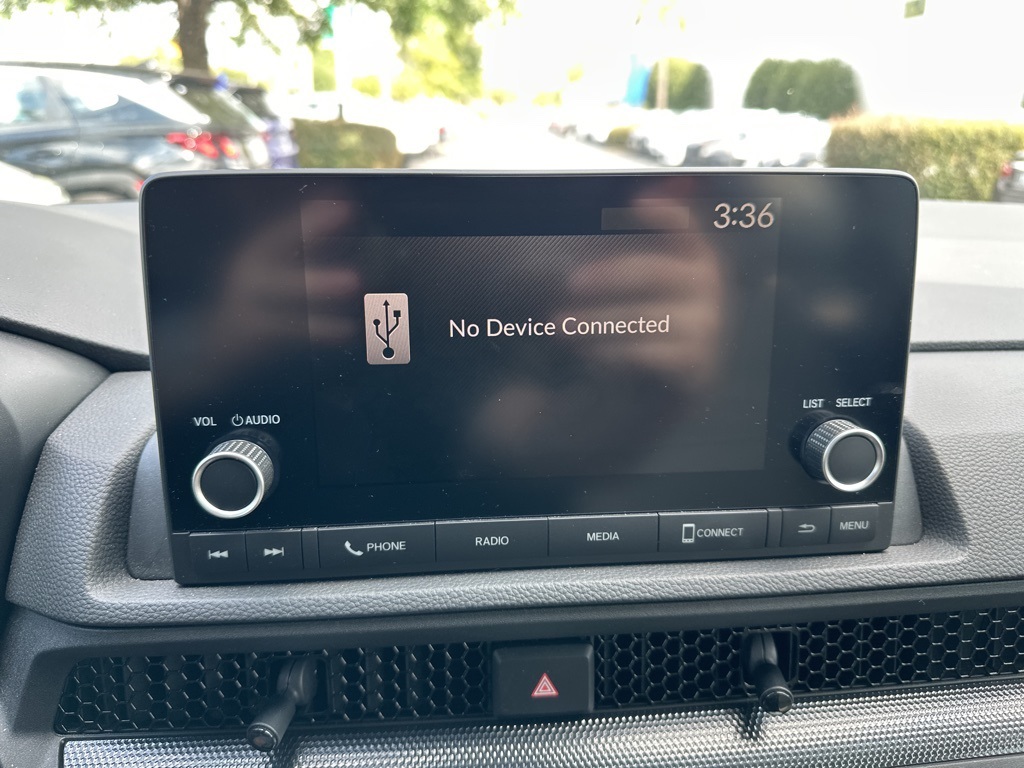 3:36
No Device Connected
VOL AUDIO
LIST SELECT
PHONE RADIO MEDIA CONNECT MENU